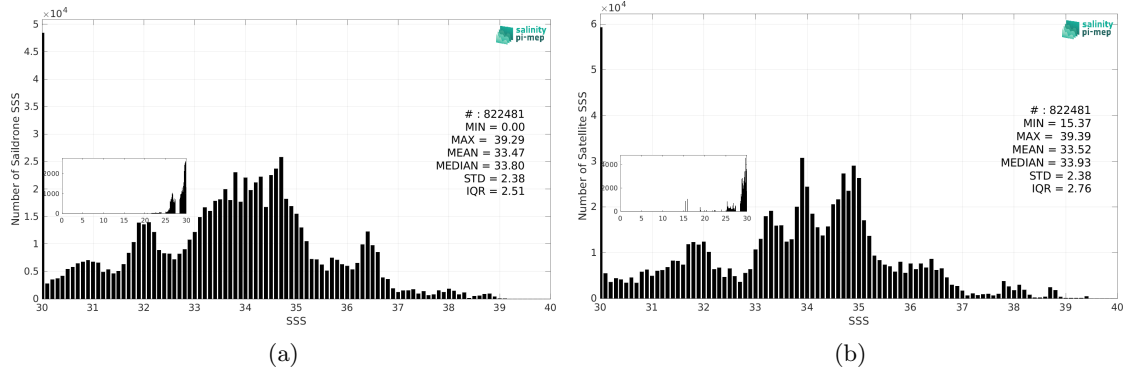 ×10⁴
5
4.5
4
3.5
3
2.5
2
1.5
1
0.5
0
Number of Saildrone SSS
salinity
pi-mep
# : 822481
MIN = 0.00
MAX = 39.29
MEAN = 33.47
MEDIAN = 33.80
STD = 2.38
IQR = 2.51
2000
1000
0
0 5 10 15 20 25 30
30 31 32 33 34 35 36 37 38 39 40
SSS
(a)
×10⁴
6
5
4
3
2
1
0
Number of Satellite SSS
salinity
pi-mep
# : 822481
MIN = 15.37
MAX = 39.39
MEAN = 33.52
MEDIAN = 33.93
STD = 2.38
IQR = 2.76
4000
2000
0
0 5 10 15 20 25 30
30 31 32 33 34 35 36 37 38 39 40
SSS
(b)